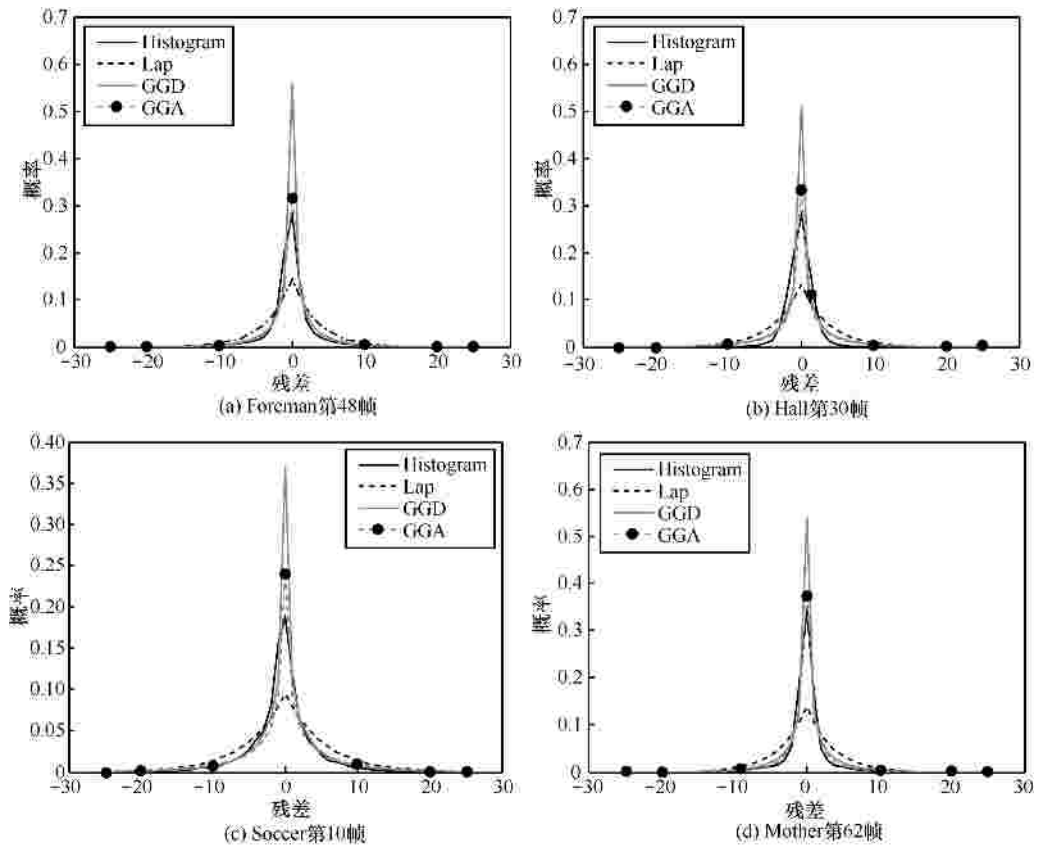 0.7
0.6
0.5
0.4
0.3
0.2
0.1
0
概率
Histogram
Lap
GGD
GGA
−30 −20 −10 0 10 20 30
残差
(a) Foreman第48帧
0.7
0.6
0.5
0.4
0.3
0.2
0.1
0
概率
Histogram
Lap
GGD
GGA
−30 −20 −10 0 10 20 30
残差
(b) Hall第30帧
0.40
0.35
0.30
0.25
0.20
0.15
0.10
0.05
0
概率
Histogram
Lap
GGD
GGA
−30 −20 −10 0 10 20 30
残差
(c) Soccer第10帧
0.7
0.6
0.5
0.4
0.3
0.2
0.1
0
概率
Histogram
Lap
GGD
GGA
−30 −20 −10 0 10 20 30
残差
(d) Mother第62帧